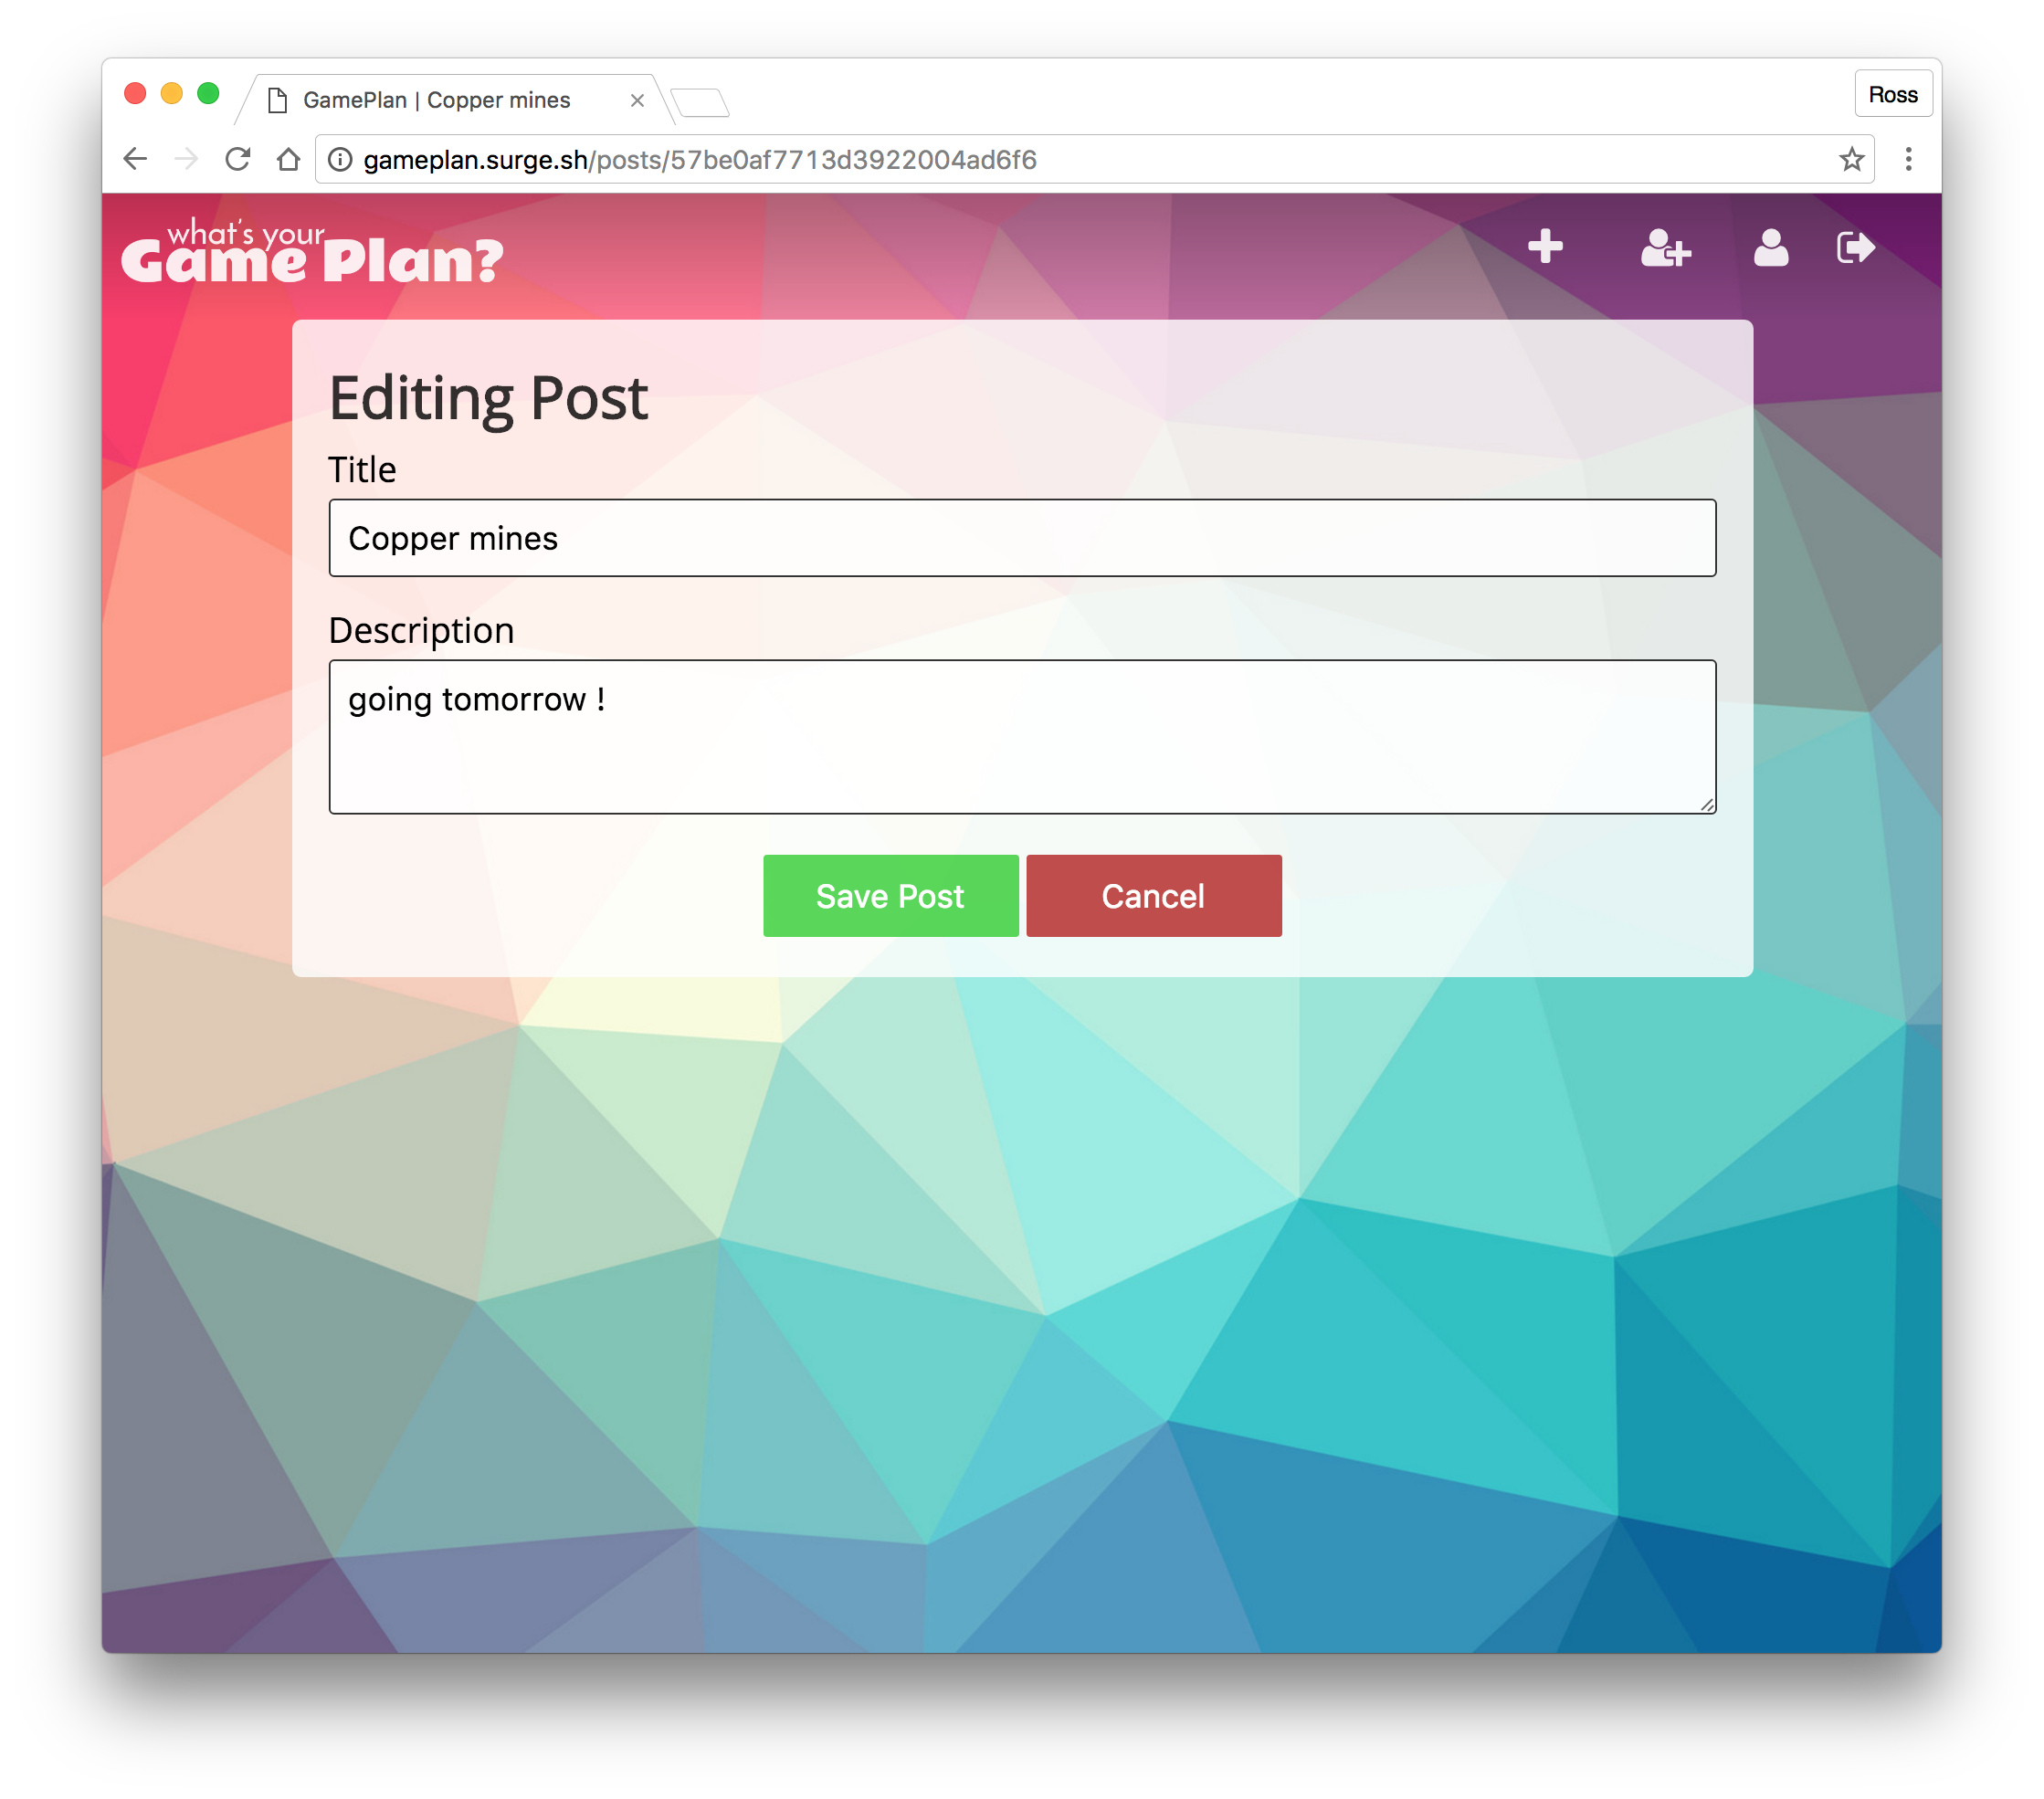 GamePlan | Copper mines
Ross
gameplan.surge.sh/posts/57be0af7713d3922004ad6f6
what's your
Game Plan?
Editing Post
Title
Copper mines
Description
going tomorrow !
Save Post
Cancel